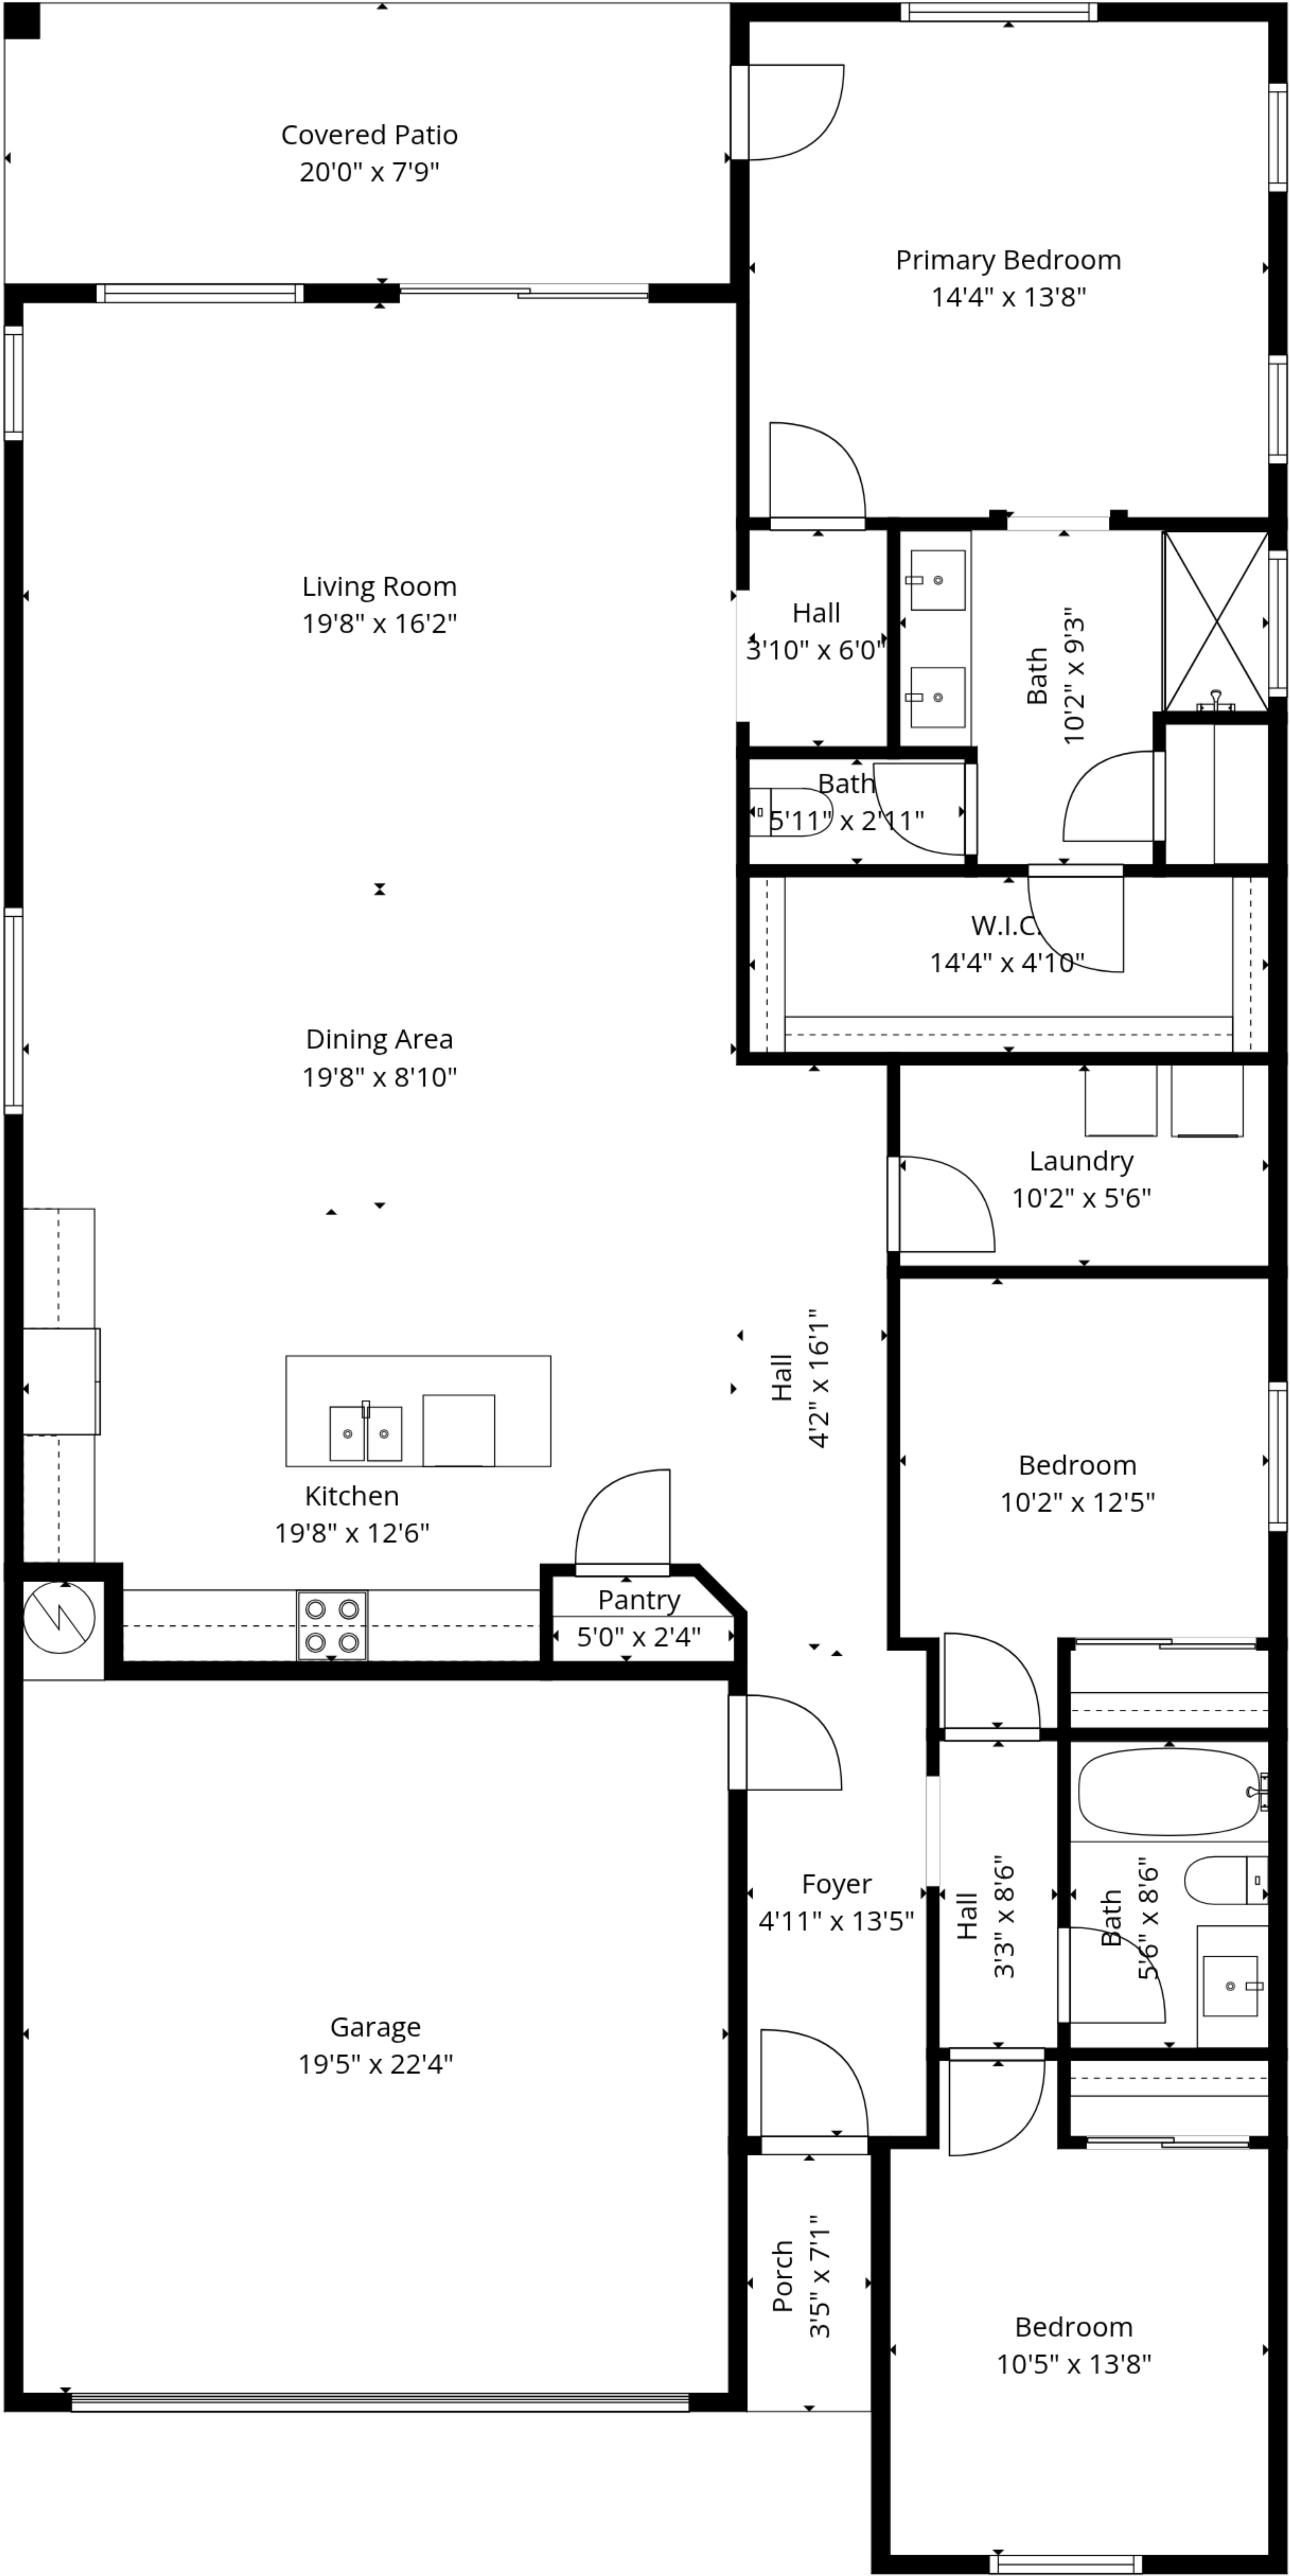 Covered Patio
20'0" x 7'9"
Primary Bedroom
14'4" x 13'8"
Living Room
19'8" x 16'2"
Hall
3'10" x 6'0"
Bath
10'2" x 9'3"
Bath
5'11" x 2'11"
W.I.C.
14'4" x 4'10"
Dining Area
19'8" x 8'10"
Laundry
10'2" x 5'6"
Hall
4'2" x 16'1"
Bedroom
10'2" x 12'5"
Kitchen
19'8" x 12'6"
Pantry
5'0" x 2'4"
Foyer
4'11" x 13'5"
Hall
3'3" x 8'6"
Bath
5'6" x 8'6"
Garage
19'5" x 22'4"
Porch
3'5" x 7'1"
Bedroom
10'5" x 13'8"